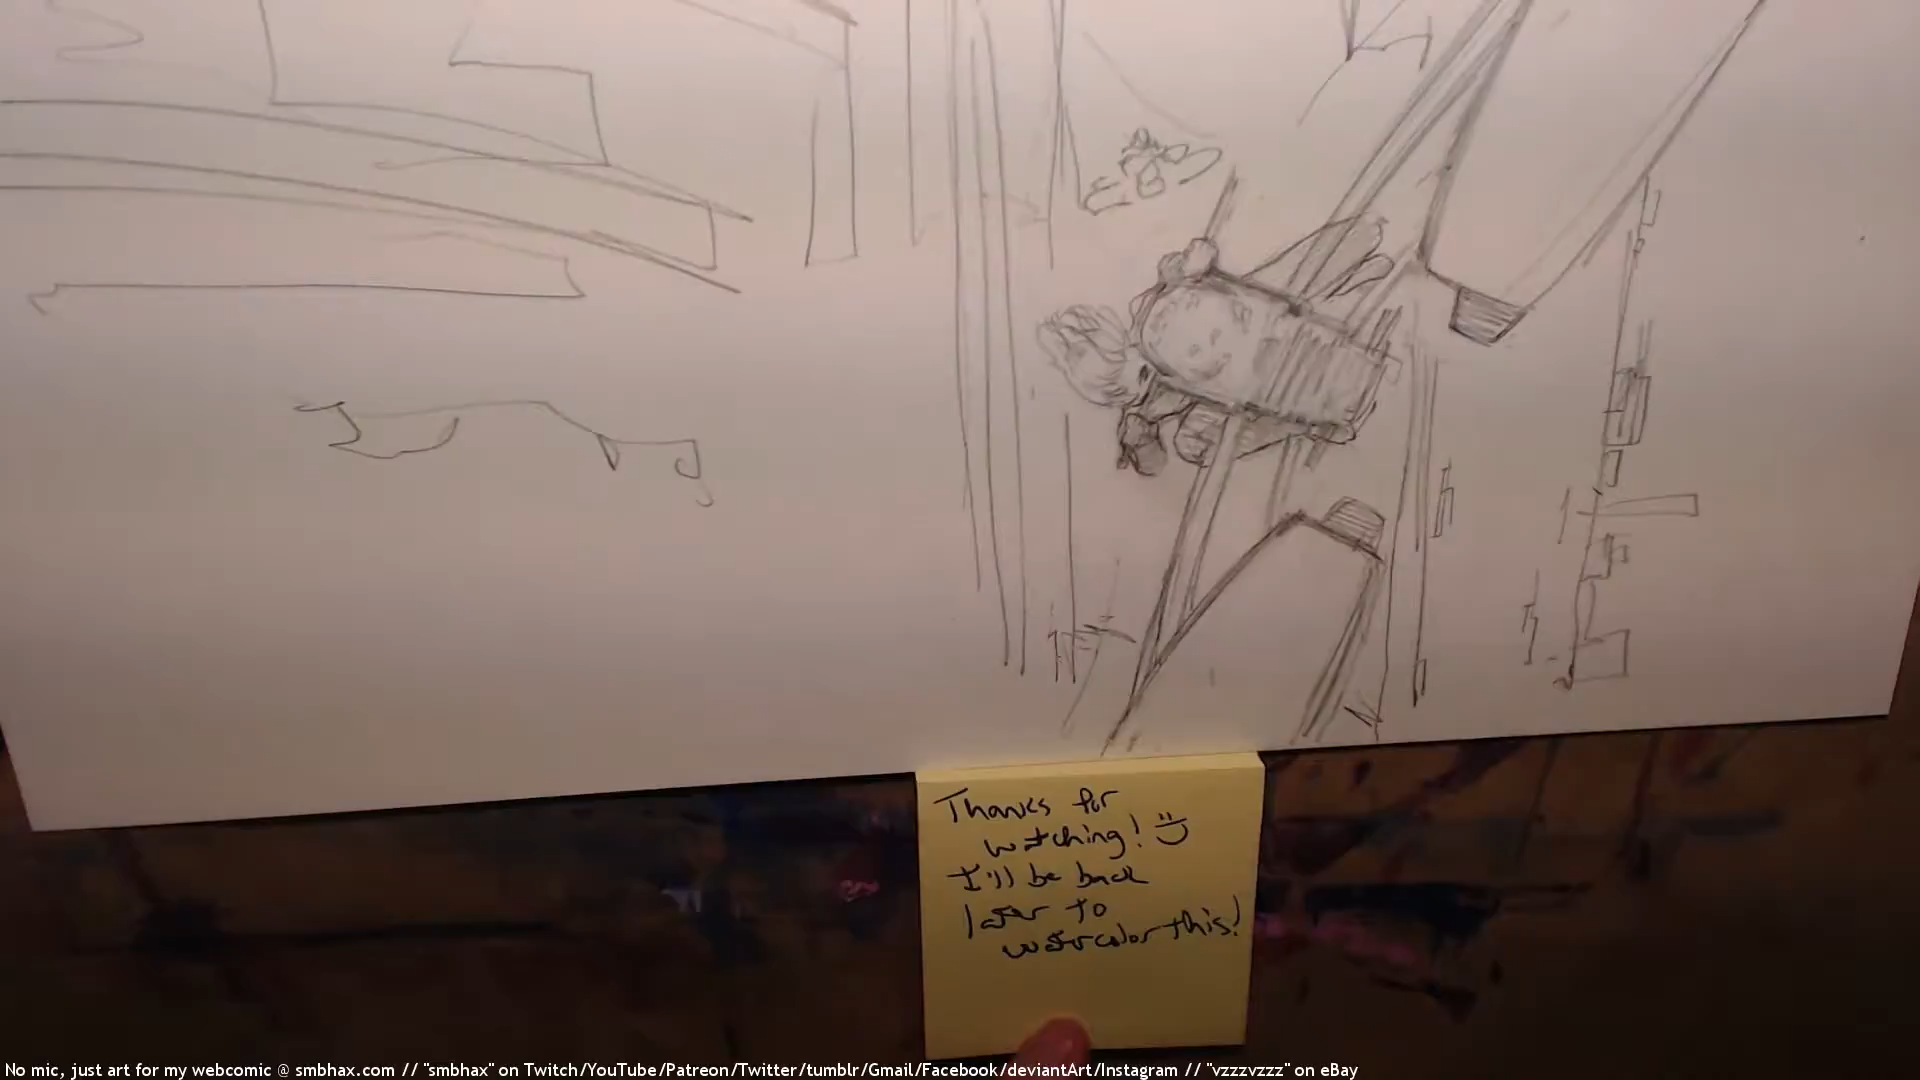 Thanks for
watching! :)
I'll be back
later to
watercolor this!
No mic, just art for my webcomic @ smbhax.com // "smbhax" on Twitch/YouTube/Patreon/Twitter/tumblr/Gmail/Facebook/deviantArt/Instagram // "vzzzvzzz" on eBay